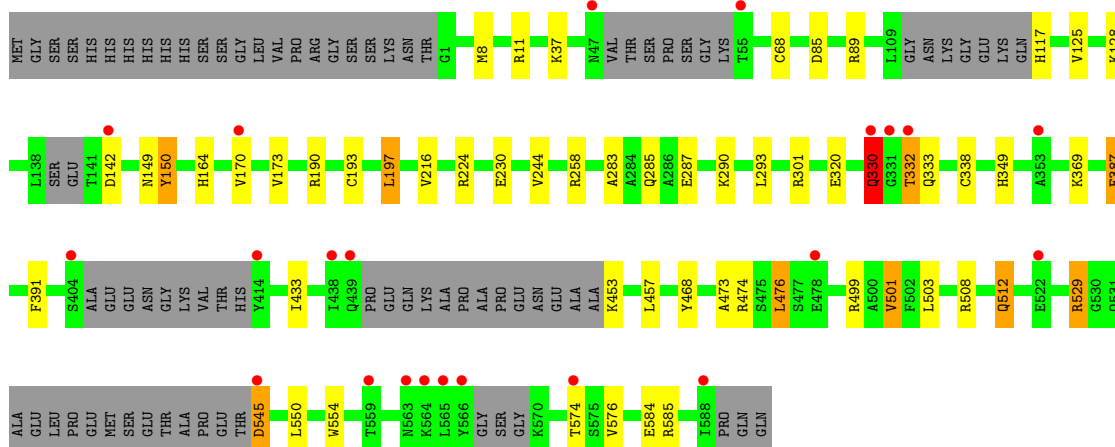 MET GLY SER SER HIS HIS HIS HIS HIS HIS SER SER GLY LEU VAL PRO ARG GLY SER SER LYS ASN THR G1 M8 R11 K37 N47 VAL THR SER PRO SER GLY LYS T55 C68 D85 R89 L109 GLY ASN LYS GLY GLU LYS GLN H117 V125 K128
L138 SER GLU T141 D142 N149 Y150 H164 V170 V173 R190 C193 L197 V216 R224 E230 V244 R258 A283 A284 Q285 A286 E287 K290 L293 R301 E320 Q330 G331 T332 Q333 C338 H349 A353 K369
F391 S404 ALA GLU GLU ASN GLY LYS VAL THR HIS Y414 I433 I438 Q439 PRO GLU GLN LYS ALA PRO ALA PRO GLU ASN GLU ALA ALA K453 L457 Y468 A473 R474 L476 S475 S477 E478 R499 A500 V501 F502 L503 R508 Q512 E522 R529 G530
ALA GLU LEU PRO GLU MET SER GLU THR ALA PRO GLU THR D545 L550 W554 T559 N563 K564 L565 Y566 GLY SER GLY K570 T574 S575 V576 E584 R585 I588 PRO GLN GLN